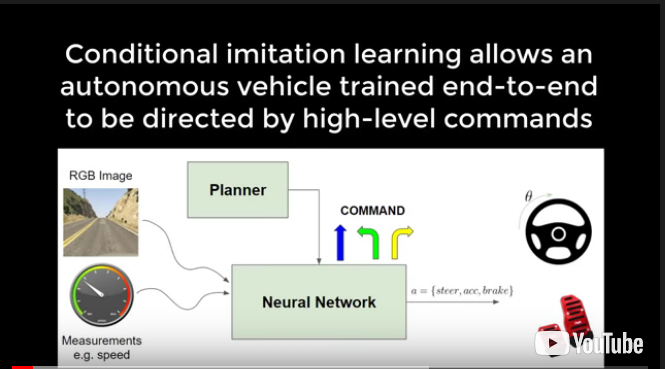 Conditional imitation learning allows an
autonomous vehicle trained end-to-end
to be directed by high-level commands
RGB Image
Planner
COMMAND
θ
Neural Network
a = {steer, acc, brake}
Measurements
e.g. speed
YouTube